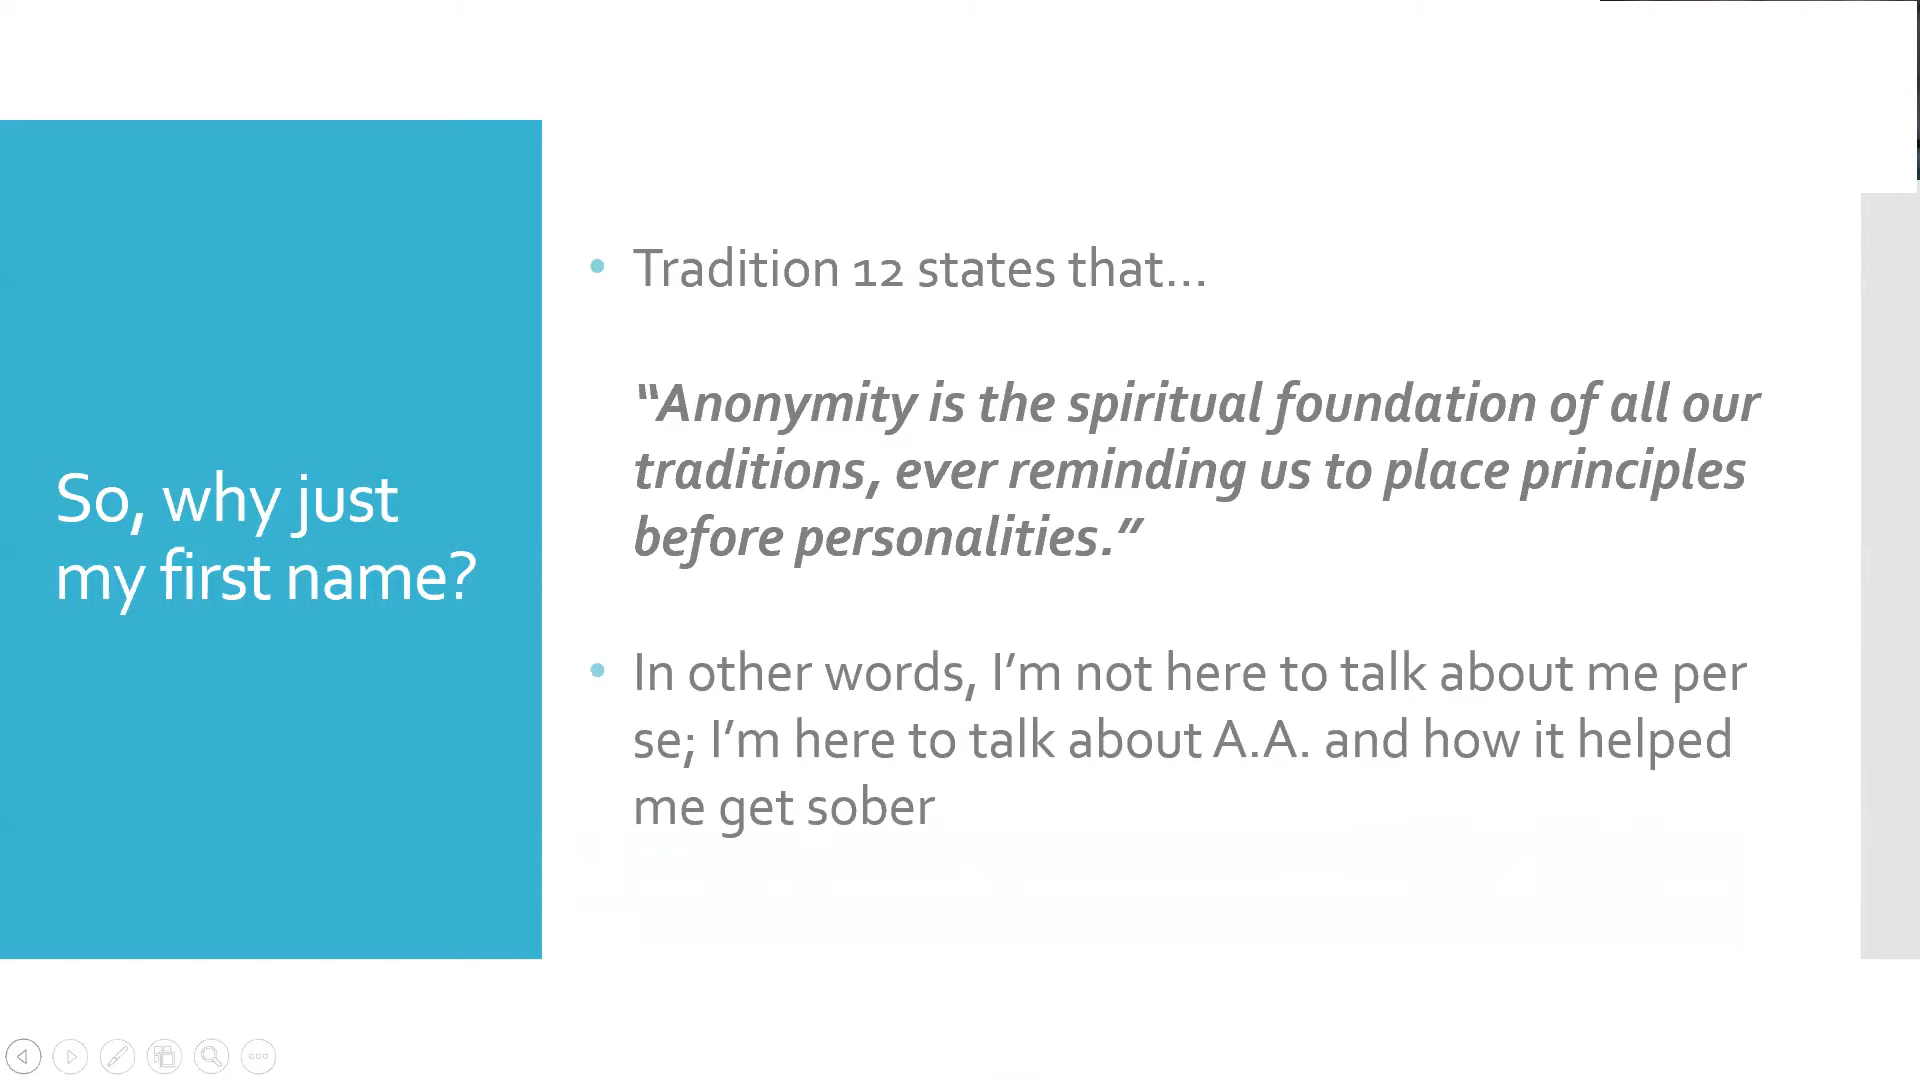 So, why just
my first name?
• Tradition 12 states that...
“Anonymity is the spiritual foundation of all our
traditions, ever reminding us to place principles
before personalities.”
• In other words, I’m not here to talk about me per
se; I’m here to talk about A.A. and how it helped
me get sober